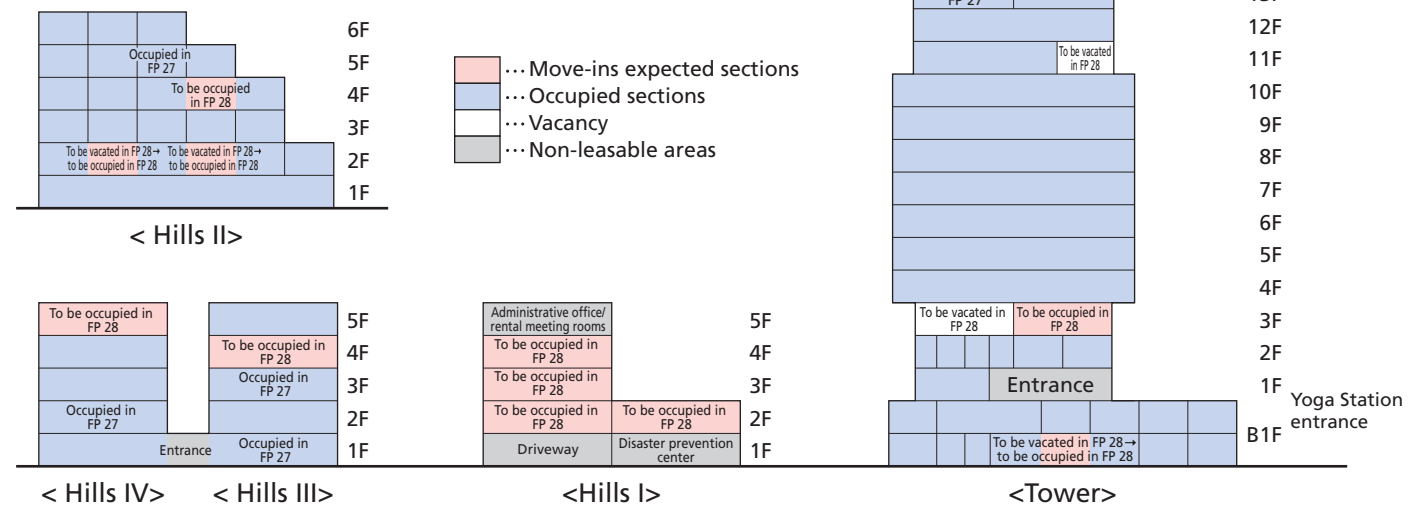 6F
Occupied in
FP 27
5F
To be occupied
in FP 28
4F
3F
To be vacated in FP 28→
to be occupied in FP 28
To be vacated in FP 28→
to be occupied in FP 28
2F
1F
< Hills II>
···Move-ins expected sections
···Occupied sections
···Vacancy
···Non-leasable areas
FP 27
12F
To be vacated
in FP 28
11F
10F
9F
8F
7F
6F
5F
4F
To be vacated in
FP 28
To be occupied in
FP 28
3F
2F
Entrance
1F
Yoga Station
entrance
B1F
To be vacated in FP 28→
to be occupied in FP 28
<Tower>
To be occupied in
FP 28
5F
To be occupied in
FP 28
4F
Occupied in
FP 27
3F
Occupied in
FP 27
2F
Entrance
Occupied in
FP 27
1F
< Hills IV>
< Hills III>
Administrative office/
rental meeting rooms
5F
To be occupied in
FP 28
4F
To be occupied in
FP 28
3F
To be occupied in
FP 28
To be occupied in
FP 28
2F
Driveway
Disaster prevention
center
1F
<Hills I>